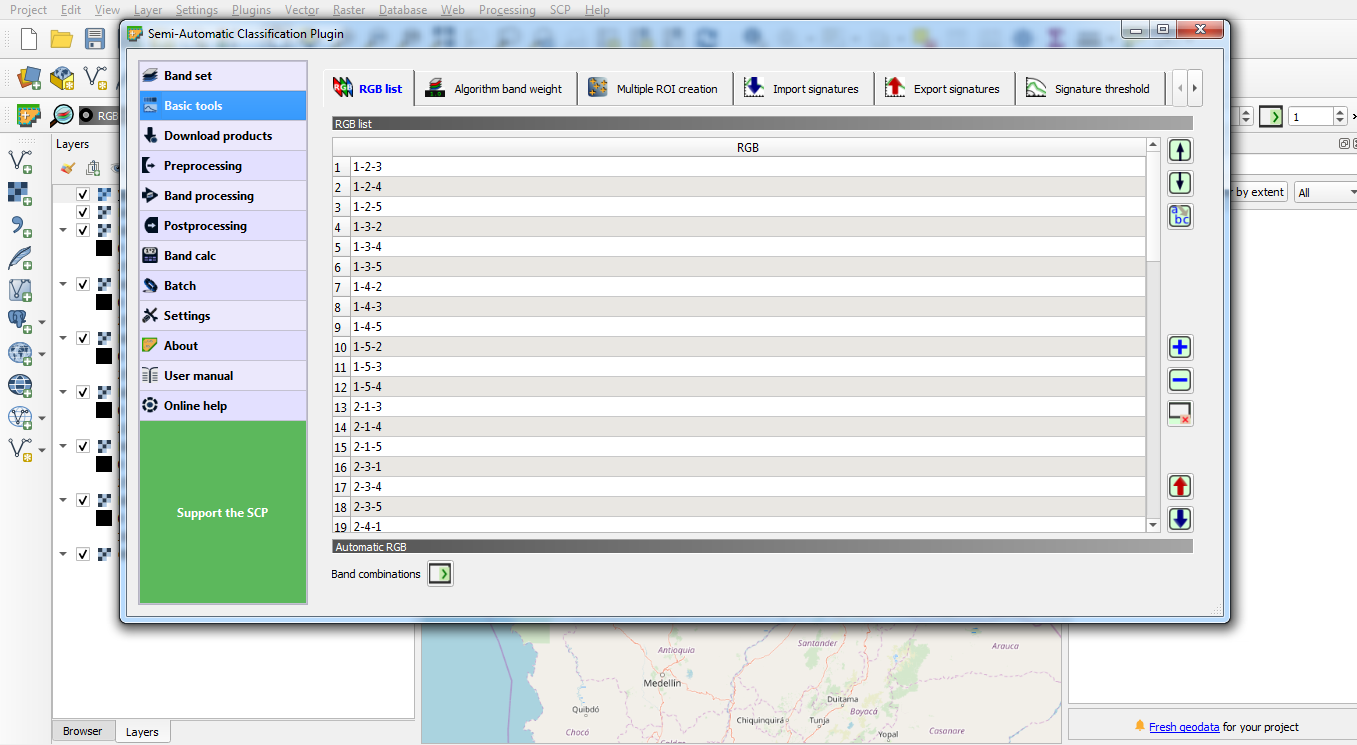 Project Edit View Layer Settings Plugins Vector Raster Database Web Processing SCP Help
Semi-Automatic Classification Plugin
Band set
Basic tools
Download products
Preprocessing
Band processing
Postprocessing
Band calc
Batch
Settings
About
User manual
Online help
Support the SCP
RGB list
Algorithm band weight
Multiple ROI creation
Import signatures
Export signatures
Signature threshold
RGB list
RGB
1 1-2-3
2 1-2-4
3 1-2-5
4 1-3-2
5 1-3-4
6 1-3-5
7 1-4-2
8 1-4-3
9 1-4-5
10 1-5-2
11 1-5-3
12 1-5-4
13 2-1-3
14 2-1-4
15 2-1-5
16 2-3-1
17 2-3-4
18 2-3-5
19 2-4-1
abc
Automatic RGB
Band combinations
RGB
1
Layers
by extent
All
Antioquia
Santander
Arauca
Medellín
Duitama
Quibdó
Boyacá
Chiquinquirá
Tunja
Chocó
Yopal
Casanare
Browser
Layers
Fresh geodata for your project